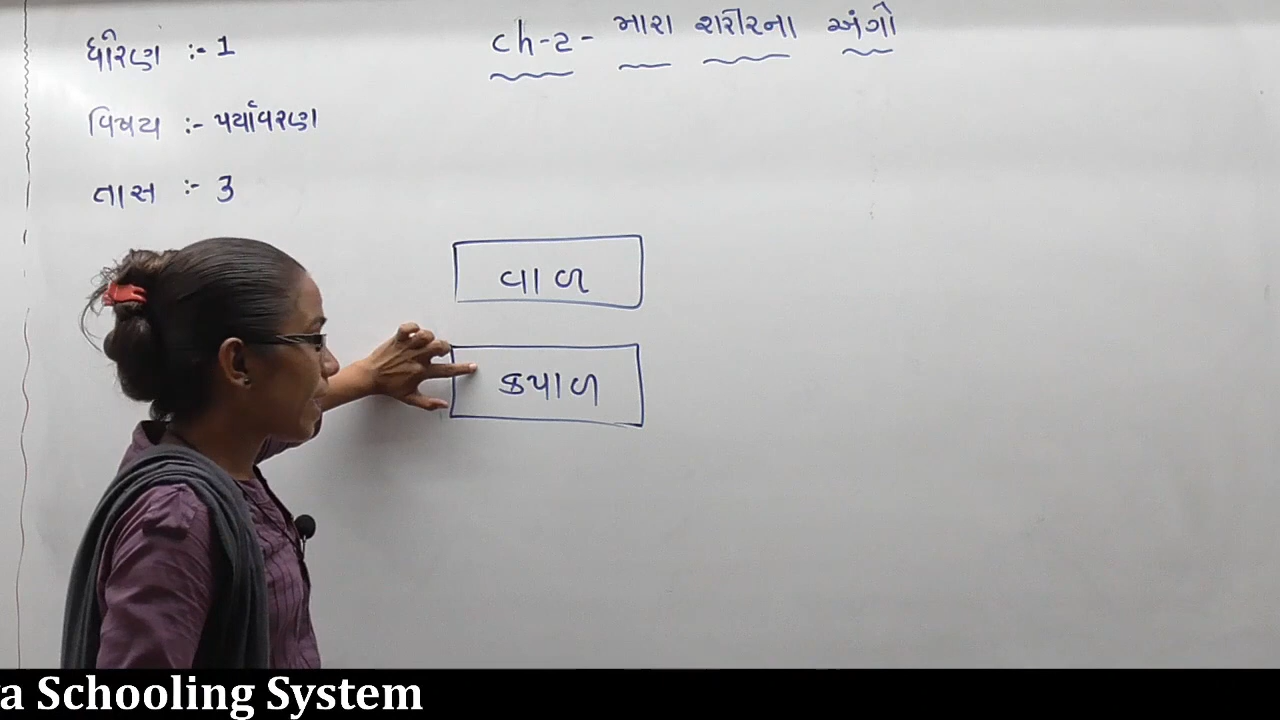 ધોરણ :- 1
ch-2- મારા શરીરના અંગો
વિષય :- પર્યાવરણ
તાસ :- 3
વાળ
કપાળ
a Schooling System